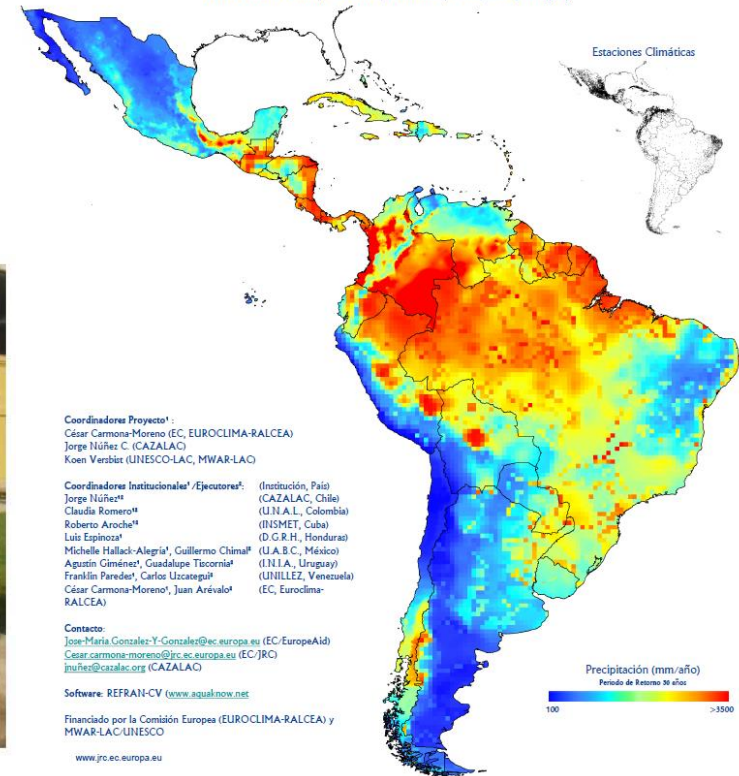 Estaciones Climáticas
Coordinadores Proyecto¹ :
César Carmona-Moreno (EC, EUROCLIMA-RALCEA)
Jorge Núñez C. (CAZALAC)
Koen Verbist (UNESCO-LAC, MWAR-LAC)
Coordinadores Institucionales¹ /Ejecutores²: (Institución, País)
Jorge Núñez¹² (CAZALAC, Chile)
Claudia Romero¹² (U.N.A.L., Colombia)
Roberto Aroche¹² (INSMET, Cuba)
Luis Espinoza¹ (D.G.R.H., Honduras)
Michelle Hallack-Alegría¹, Guillermo Chimal² (U.A.B.C., México)
Agustin Giménez¹, Guadalupe Tiscornia² (I.N.I.A., Uruguay)
Franklin Paredes¹, Carlos Uzcategui² (UNILLEZ, Venezuela)
César Carmona-Moreno¹, Juan Arévalo² (EC, Euroclima-
RALCEA)
Contacto:
Jose-Maria.Gonzalez-Y-Gonzalez@ec.europa.eu (EC/EuropeAid)
Cesar.carmona-moreno@jrc.ec.europa.eu (EC/JRC)
jnuñez@cazalac.org (CAZALAC)
Software: REFRAN-CV (www.aquaknow.net
Financiado por la Comisión Europea (EUROCLIMA-RALCEA) y
MWAR-LAC/UNESCO
www.jrc.ec.europa.eu
Precipitación (mm/año)
Periodo de Retorno 30 años
100 >3500